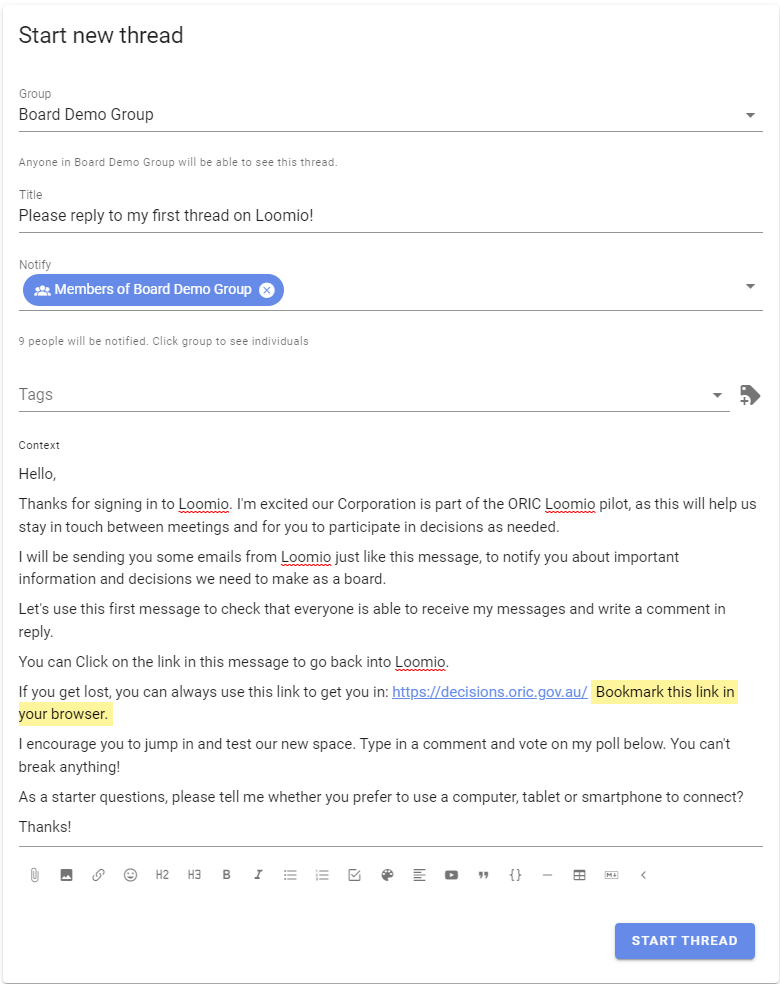 Start new thread
Group
Board Demo Group
Anyone in Board Demo Group will be able to see this thread.
Title
Please reply to my first thread on Loomio!
Notify
Members of Board Demo Group
9 people will be notified. Click group to see individuals
Tags
Context
Hello,
Thanks for signing in to Loomio. I'm excited our Corporation is part of the ORIC Loomio pilot, as this will help us
stay in touch between meetings and for you to participate in decisions as needed.
I will be sending you some emails from Loomio just like this message, to notify you about important
information and decisions we need to make as a board.
Let's use this first message to check that everyone is able to receive my messages and write a comment in
reply.
You can Click on the link in this message to go back into Loomio.
If you get lost, you can always use this link to get you in: https://decisions.oric.gov.au/ Bookmark this link in
your browser.
I encourage you to jump in and test our new space. Type in a comment and vote on my poll below. You can't
break anything!
As a starter questions, please tell me whether you prefer to use a computer, tablet or smartphone to connect?
Thanks!
H2 H3 B I {} M↓
START THREAD